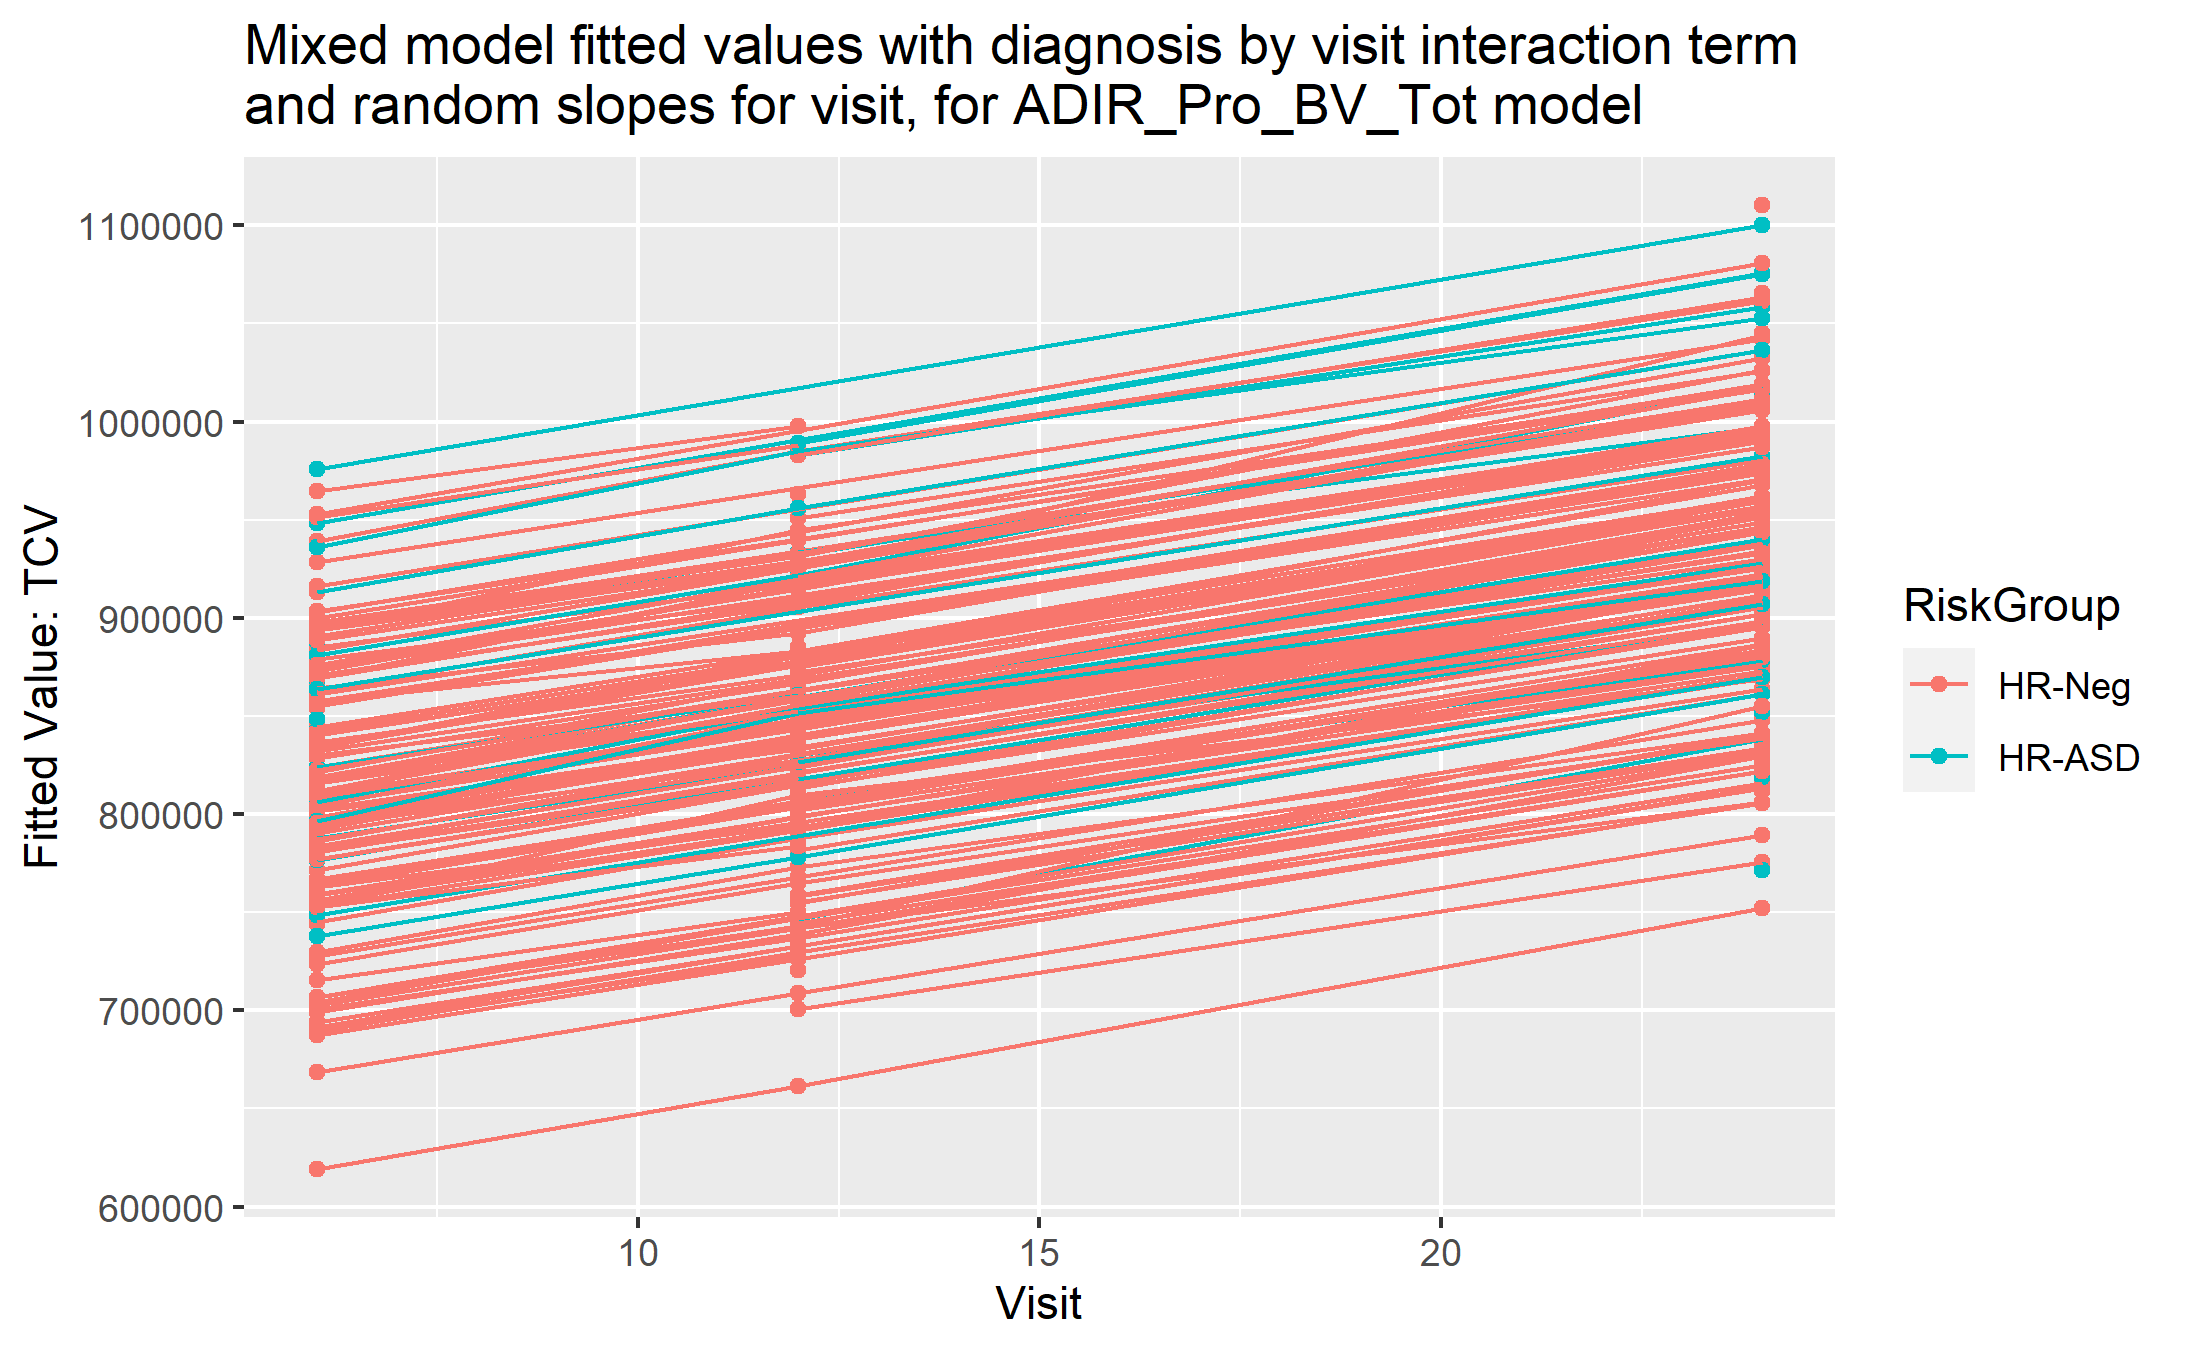 Mixed model fitted values with diagnosis by visit interaction term
and random slopes for visit, for ADIR_Pro_BV_Tot model
Fitted Value: TCV
1100000
1000000
900000
800000
700000
600000
10
15
20
Visit
RiskGroup
HR-Neg
HR-ASD